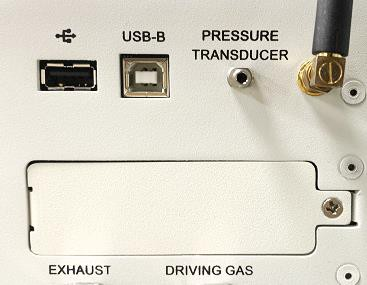 USB-B
PRESSURE
TRANSDUCER
EXHAUST
DRIVING GAS